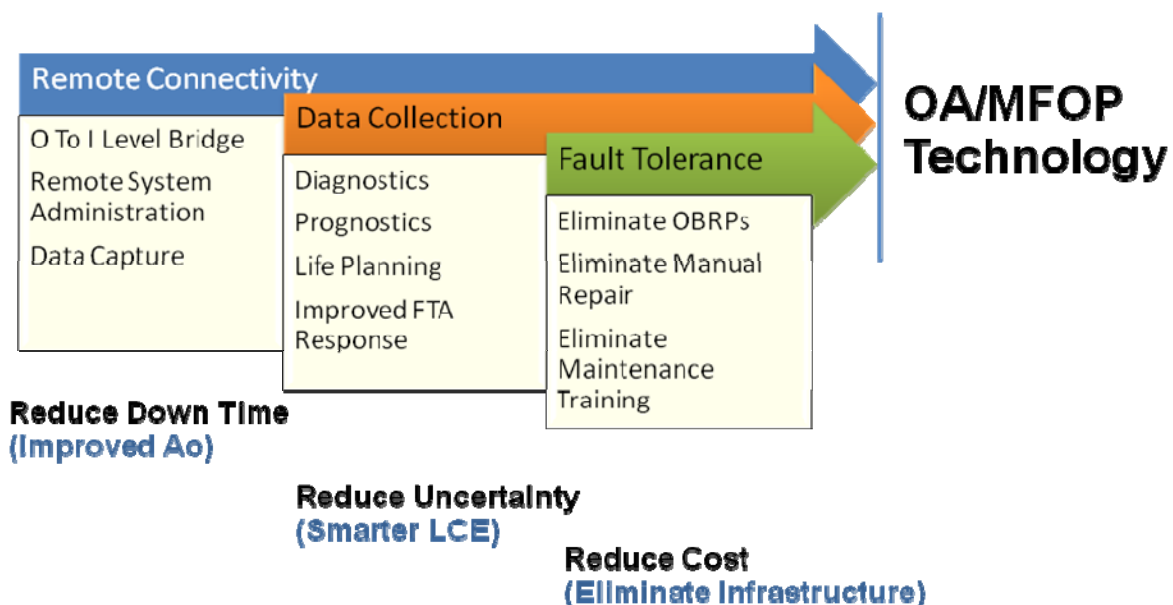 Remote Connectivity
O To I Level Bridge
Remote System
Administration
Data Capture
Data Collection
Diagnostics
Prognostics
Life Planning
Improved FTA
Response
Fault Tolerance
Eliminate OBRPs
Eliminate Manual
Repair
Eliminate
Maintenance
Training
OA/MFOP
Technology
Reduce Down Time
(Improved Ao)
Reduce Uncertainty
(Smarter LCE)
Reduce Cost
(Eliminate Infrastructure)